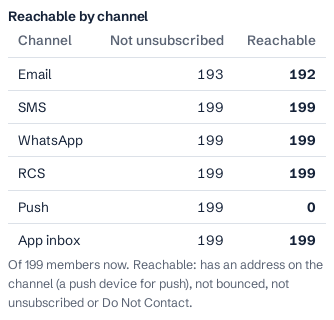 Reachable by channel
Channel Not unsubscribed Reachable
Email 193 192
SMS 199 199
WhatsApp 199 199
RCS 199 199
Push 199 0
App inbox 199 199
Of 199 members now. Reachable: has an address on the
channel (a push device for push), not bounced, not
unsubscribed or Do Not Contact.